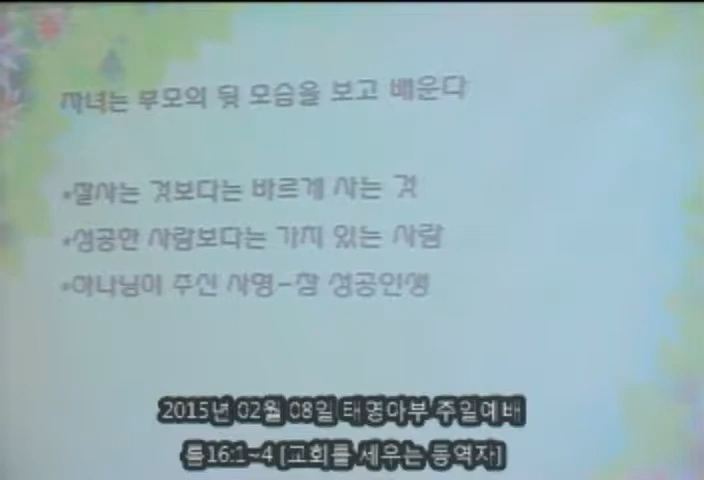 자녀는 부모의 뒷 모습을 보고 배운다
•잘사는 것보다는 바르게 사는 것
•성공한 사람보다는 가치 있는 사람
•하나님이 주신 사명-참 성공인생
2015년 02월 08일 태영아부 주일예배
롬16:1~4 [교회를 세우는 동역자]